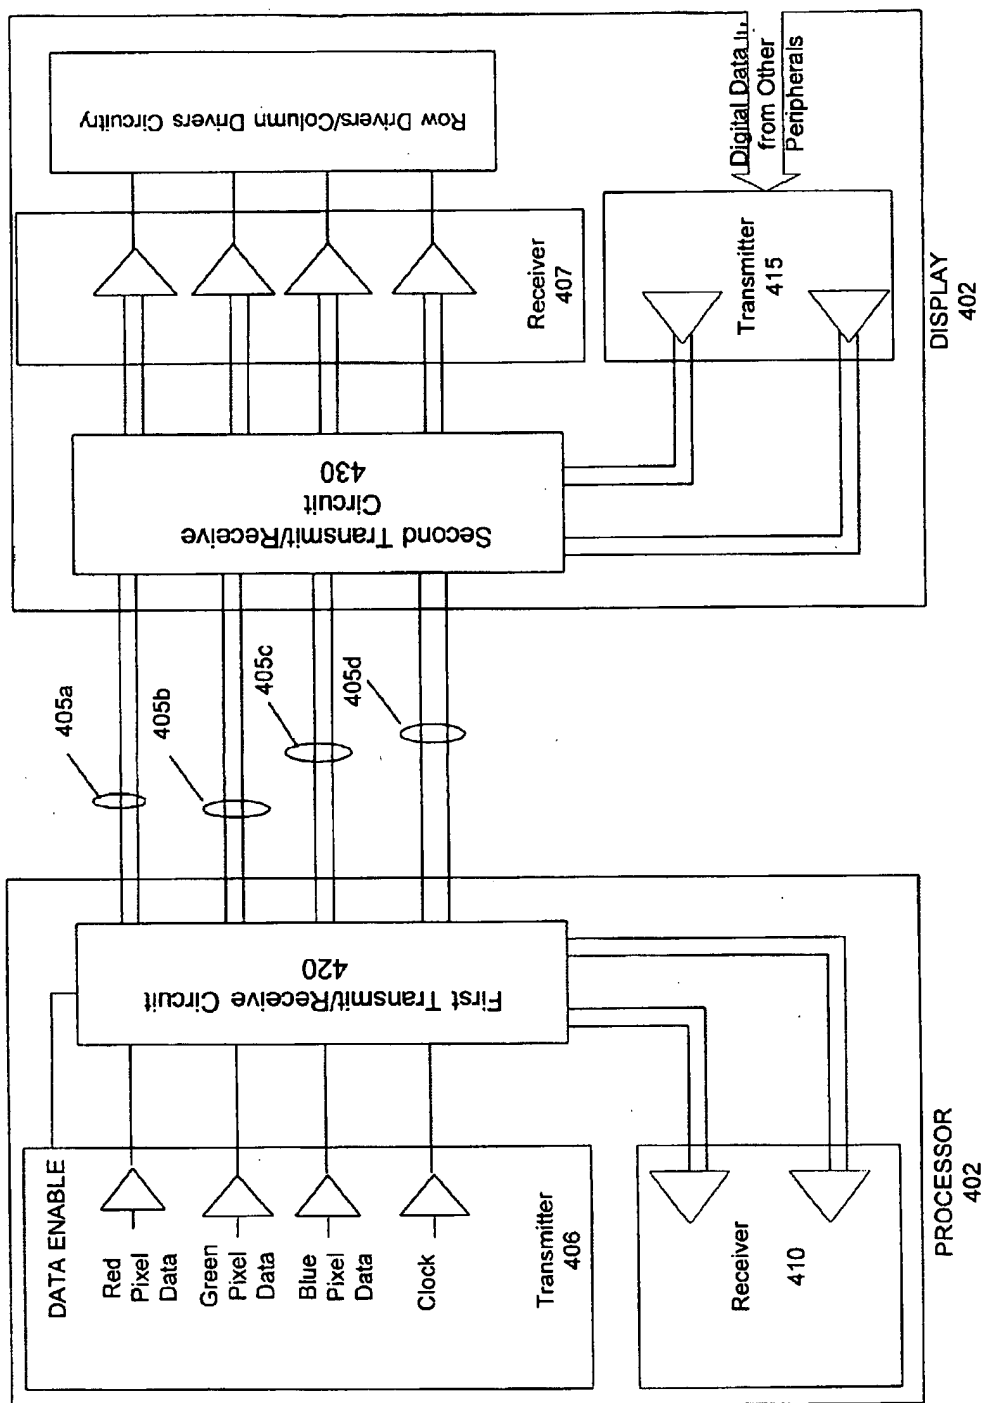 DATA ENABLE
Red
Pixel
Data
Green
Pixel
Data
Blue
Pixel
Data
Clock
Transmitter
406
First Transmit/Receive Circuit
420
Receiver
410
PROCESSOR
402
405a
405b
405c
405d
Second Transmit/Receive
Circuit
430
Receiver
407
Row Drivers/Column Drivers Circuitry
Transmitter
415
Digital Data
from Other
Peripherals
DISPLAY
402